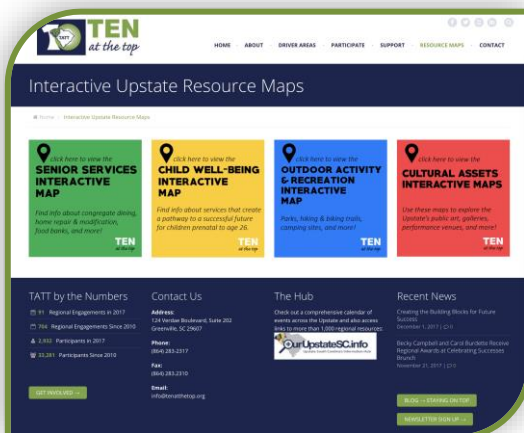 TATT
TEN
at the top
HOME ABOUT DRIVER AREAS PARTICIPATE SUPPORT RESOURCE MAPS CONTACT
Interactive Upstate Resource Maps
home / Interactive Upstate Resource Maps
click here to view the
SENIOR SERVICES
INTERACTIVE
MAP
Find info about congregate dining,
home repair & modification,
food banks, and more!
TEN
at the top
click here to view the
CHILD WELL-BEING
INTERACTIVE
MAP
Find info about services that create
a pathway to a successful future
for children prenatal to age 26.
TEN
at the top
click here to view the
OUTDOOR ACTIVITY
& RECREATION
INTERACTIVE
MAP
Parks, hiking & biking trails,
camping sites, and more!
TEN
at the top
click here to view the
CULTURAL ASSETS
INTERACTIVE MAPS
Use these maps to explore the
Upstate's public art, galleries,
performance venues, and more!
TEN
at the top
TATT by the Numbers
91 Regional Engagements in 2017
704 Regional Engagements Since 2010
2,932 Participants in 2017
33,281 Participants Since 2010
GET INVOLVED →
Contact Us
Address:
124 Verdae Boulevard, Suite 202
Greenville, SC 29607
Phone:
(864) 283-2317
Fax:
(864) 283.2310
Email:
info@tenatthetop.org
The Hub
Check out a comprehensive calendar of
events across the Upstate and also access
links to more than 1,000 regional resources:
OurUpstateSC.info
Recent News
Creating the Building Blocks for Future
Success
December 1, 2017 | 0
Becky Campbell and Carol Burdette Receive
Regional Awards at Celebrating Successes
Brunch
November 21, 2017 | 0
BLOG → STAYING ON TOP
NEWSLETTER SIGN UP →